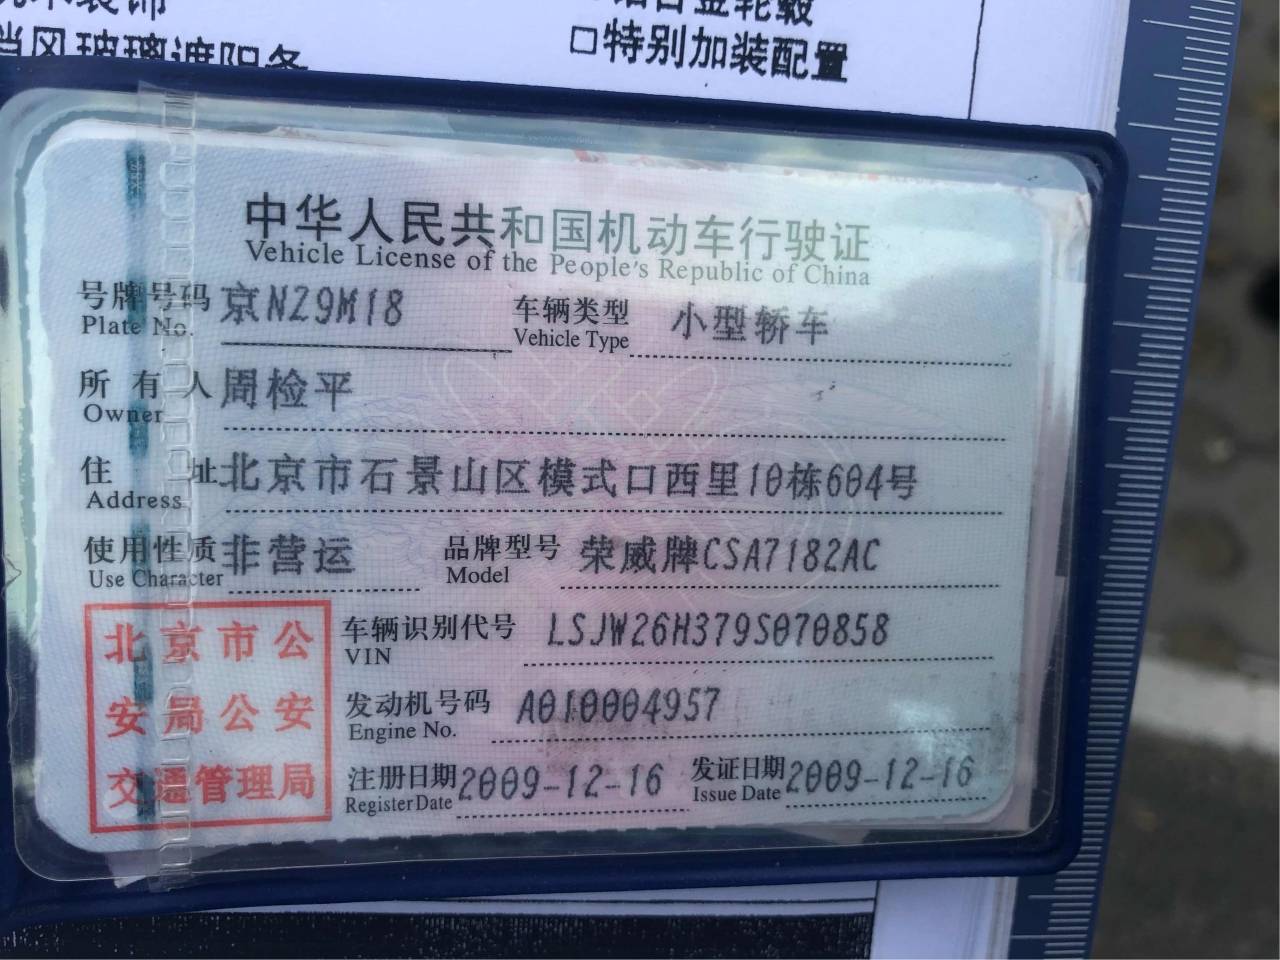 □特别加装配置
中华人民共和国机动车行驶证
Vehicle License of the People's Republic of China
号牌号码 京NZ9M18 车辆类型 小型轿车
Plate No. Vehicle Type
所有人 周检平
Owner
住址 北京市石景山区模式口西里10栋604号
Address
使用性质 非营运 品牌型号 荣威牌CSA7182AC
Use Character Model
北京市公
安局公安
交通管理局
车辆识别代号 LSJW26H379S070858
VIN
发动机号码 A010004957
Engine No.
注册日期 2009-12-16 发证日期 2009-12-16
Register Date Issue Date